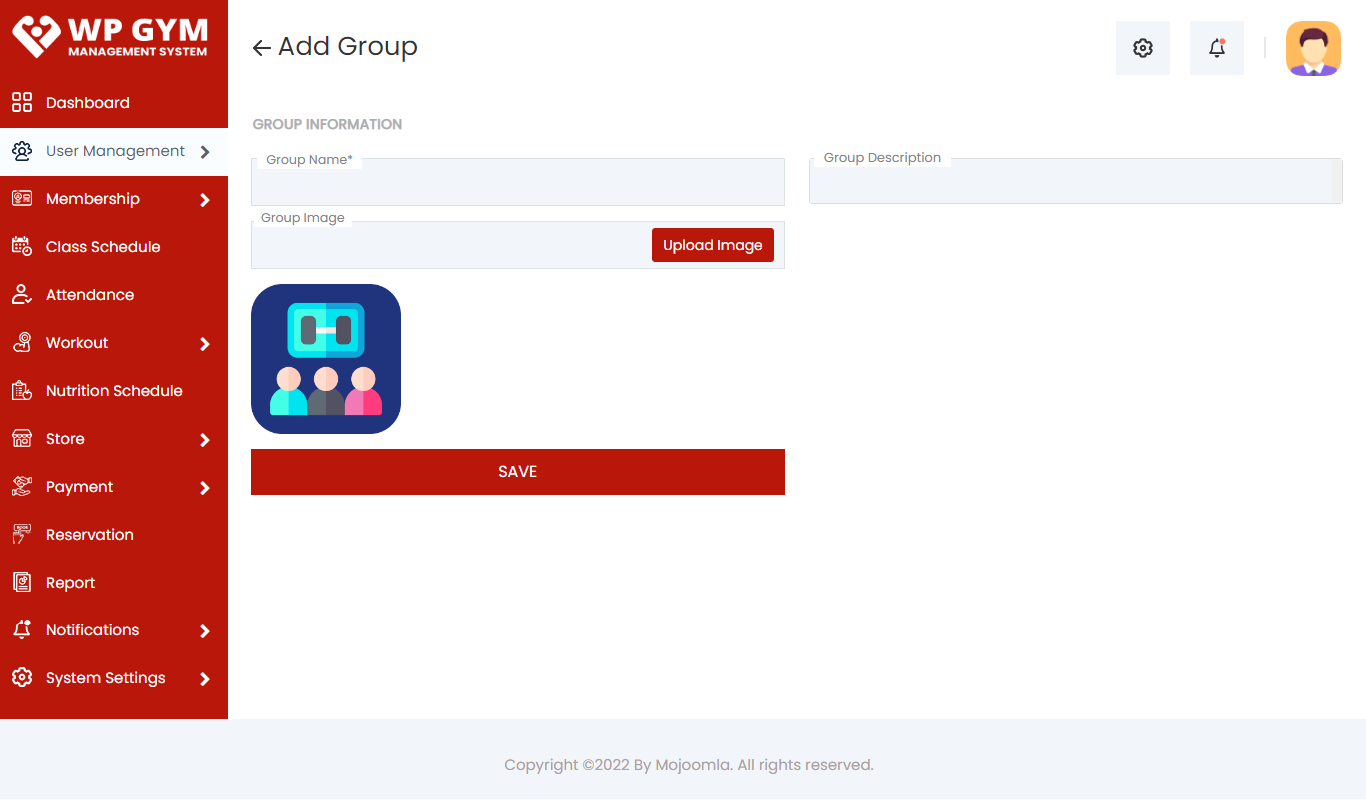 WP GYM
MANAGEMENT SYSTEM
Dashboard
User Management
Membership
Class Schedule
Attendance
Workout
Nutrition Schedule
Store
Payment
Reservation
Report
Notifications
System Settings
Add Group
GROUP INFORMATION
Group Name*
Group Description
Group Image
Upload Image
SAVE
Copyright ©2022 By Mojoomla. All rights reserved.